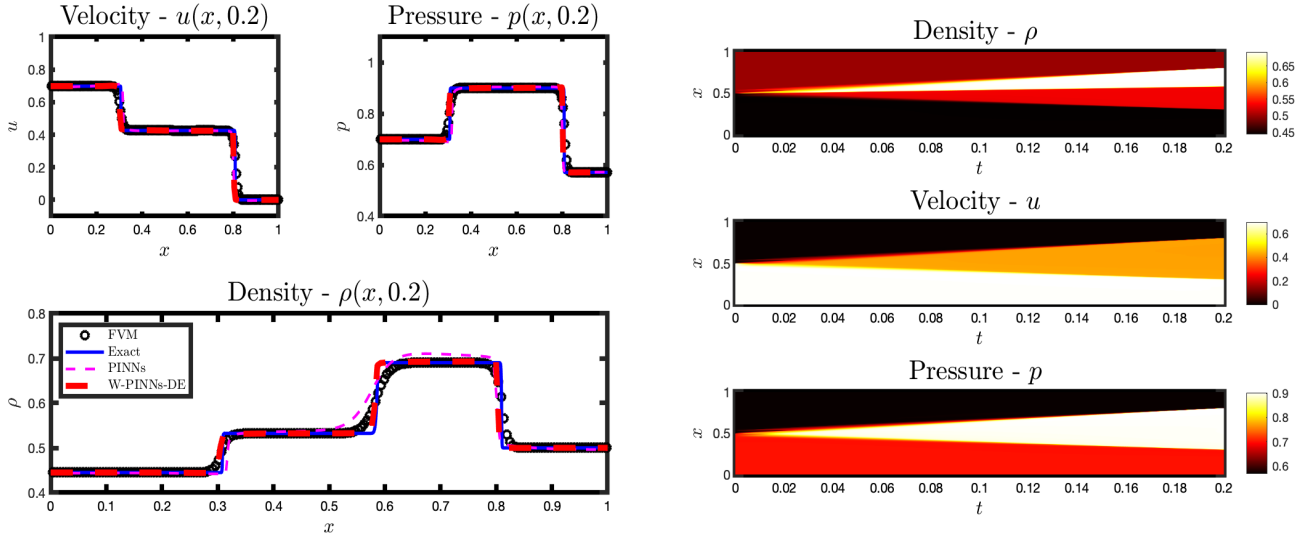 Velocity - u(x, 0.2)
1
0.8
0.6
0.4
0.2
0
u
0 0.2 0.4 0.6 0.8 1
x
Pressure - p(x, 0.2)
1
0.8
0.6
0.4
p
0 0.2 0.4 0.6 0.8 1
x
Density - ρ(x, 0.2)
0.8
0.7
0.6
0.5
0.4
ρ
FVM
Exact
PINNs
W-PINNs-DE
0 0.1 0.2 0.3 0.4 0.5 0.6 0.7 0.8 0.9 1
x
Density - ρ
1
0.5
0
x
0 0.02 0.04 0.06 0.08 0.1 0.12 0.14 0.16 0.18 0.2
t
0.65
0.6
0.55
0.5
0.45
Velocity - u
1
0.5
0
x
0 0.02 0.04 0.06 0.08 0.1 0.12 0.14 0.16 0.18 0.2
t
0.6
0.4
0.2
0
Pressure - p
1
0.5
0
x
0 0.02 0.04 0.06 0.08 0.1 0.12 0.14 0.16 0.18 0.2
t
0.9
0.8
0.7
0.6